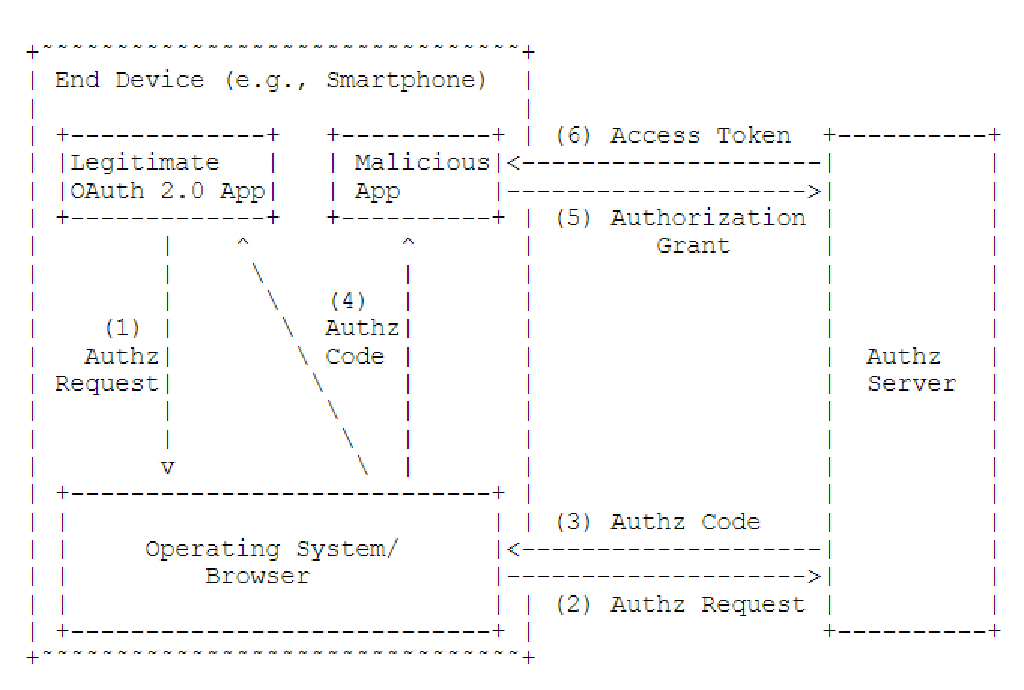 End Device (e.g., Smartphone)
(6) Access Token
Legitimate
Malicious
OAuth 2.0 App
App
(5) Authorization
Grant
(4)
(1)
Authz
Authz
Code
Authz
Request
Server
(3) Authz Code
Operating System/
Browser
(2) Authz Request